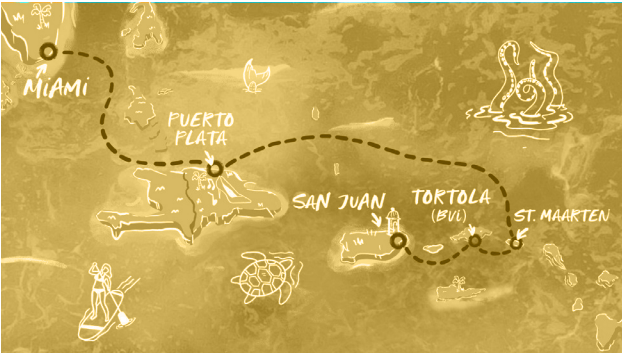 MIAMI
PUERTO
PLATA
SAN JUAN
TORTOLA
(BVI)
ST. MAARTEN